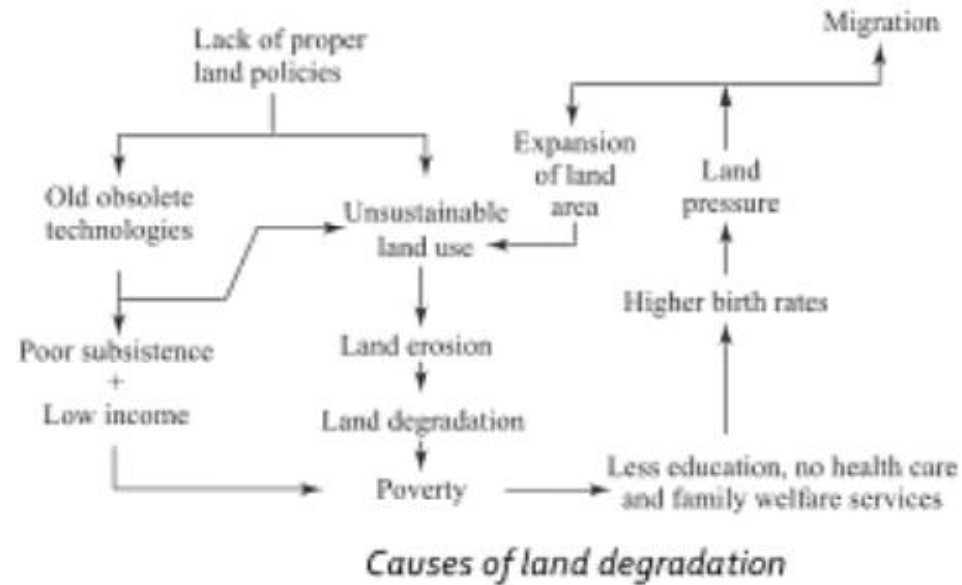 Migration
Lack of proper
land policies
Expansion
of land
area
Land
pressure
Old obsolete
technologies
Unsustainable
land use
Higher birth rates
Poor subsistence
+
Low income
Land erosion
Land degradation
Poverty
Less education, no health care
and family welfare services
Causes of land degradation